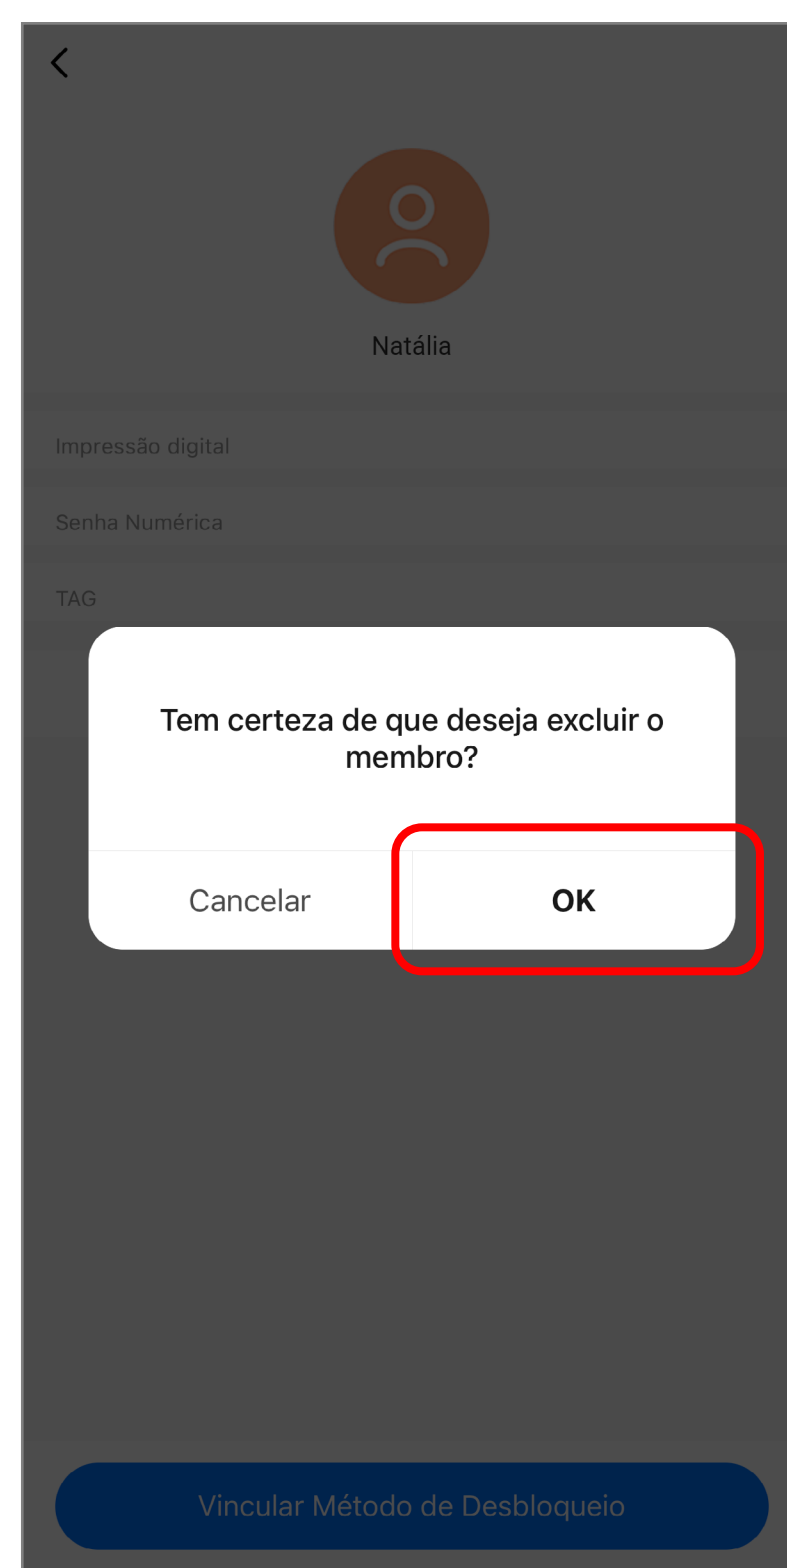 Natália
Impressão digital
Senha Numérica
TAG
Tem certeza de que deseja excluir o
membro?
Cancelar
OK
Vincular Método de Desbloqueio